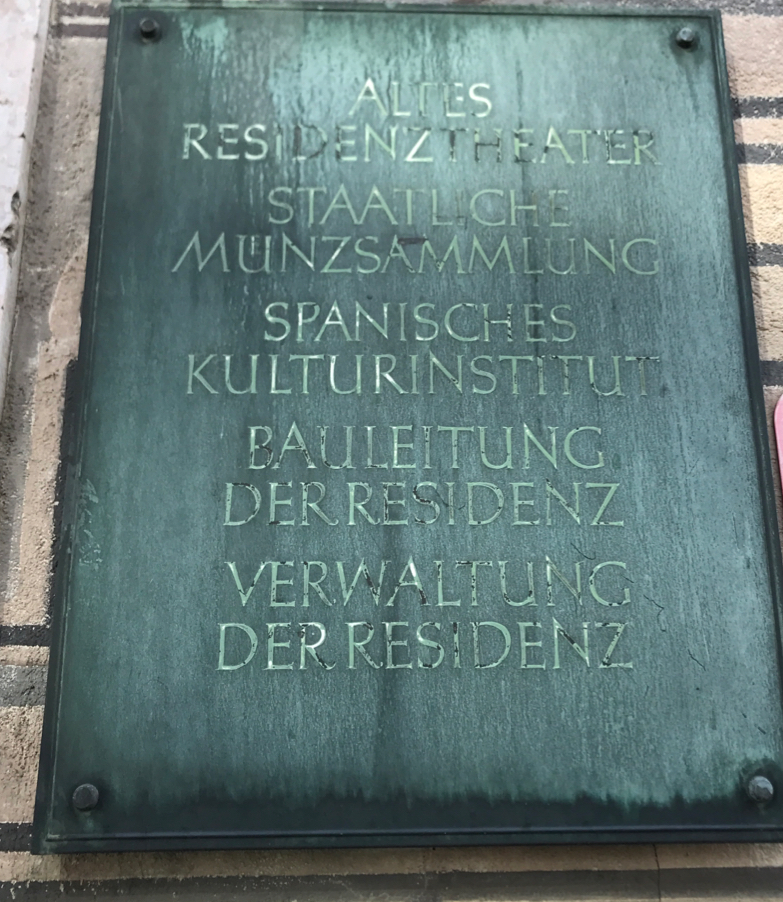 ALTES
RESIDENZTHEATER
STAATLICHE
MÜNZSAMMLUNG
SPANISCHES
KULTURINSTITUT
BAULEITUNG
DER RESIDENZ
VERWALTUNG
DER RESIDENZ